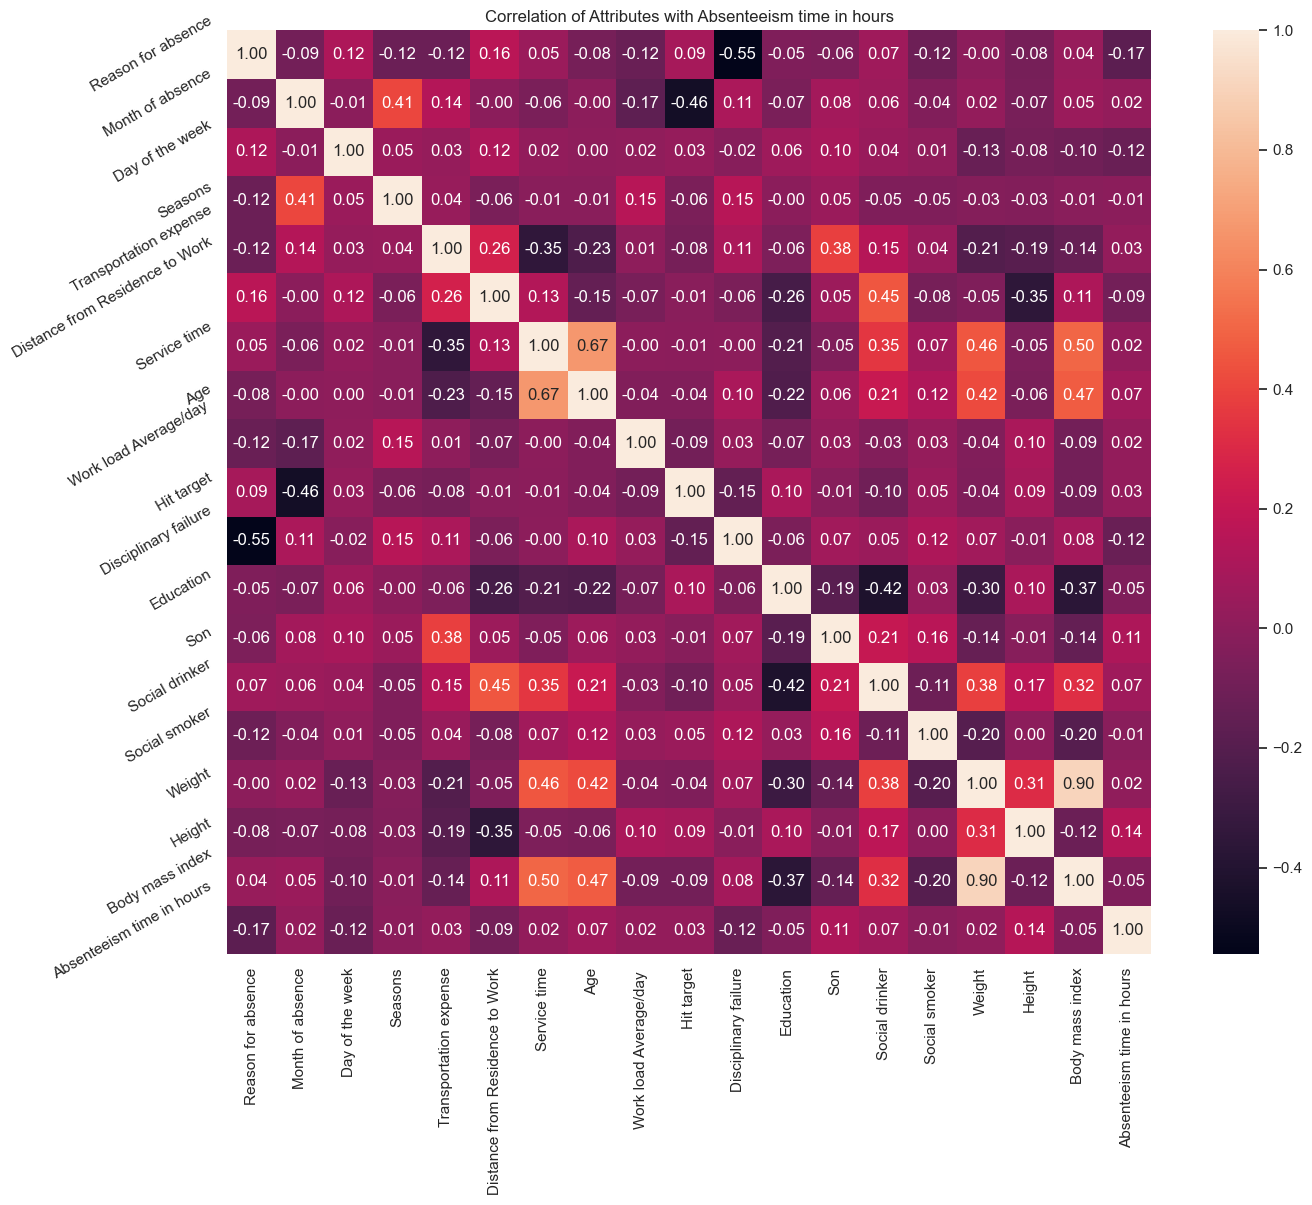 Correlation of Attributes with Absenteeism time in hours
Reason for absence 1.00 -0.09 0.12 -0.12 -0.12 0.16 0.05 -0.08 -0.12 0.09 -0.55 -0.05 -0.06 0.07 -0.12 -0.00 -0.08 0.04 -0.17
Month of absence -0.09 1.00 -0.01 0.41 0.14 -0.00 -0.06 -0.00 -0.17 -0.46 0.11 -0.07 0.08 0.06 -0.04 0.02 -0.07 0.05 0.02
Day of the week 0.12 -0.01 1.00 0.05 0.03 0.12 0.02 0.00 0.02 0.03 -0.02 0.06 0.10 0.04 0.01 -0.13 -0.08 -0.10 -0.12
Seasons -0.12 0.41 0.05 1.00 0.04 -0.06 -0.01 -0.01 0.15 -0.06 0.15 -0.00 0.05 -0.05 -0.05 -0.03 -0.03 -0.01 -0.01
Transportation expense -0.12 0.14 0.03 0.04 1.00 0.26 -0.35 -0.23 0.01 -0.08 0.11 -0.06 0.38 0.15 0.04 -0.21 -0.19 -0.14 0.03
Distance from Residence to Work 0.16 -0.00 0.12 -0.06 0.26 1.00 0.13 -0.15 -0.07 -0.01 -0.06 -0.26 0.05 0.45 -0.08 -0.05 -0.35 0.11 -0.09
Service time 0.05 -0.06 0.02 -0.01 -0.35 0.13 1.00 0.67 -0.00 -0.01 -0.00 -0.21 -0.05 0.35 0.07 0.46 -0.05 0.50 0.02
Age -0.08 -0.00 0.00 -0.01 -0.23 -0.15 0.67 1.00 -0.04 -0.04 0.10 -0.22 0.06 0.21 0.12 0.42 -0.06 0.47 0.07
Work load Average/day -0.12 -0.17 0.02 0.15 0.01 -0.07 -0.00 -0.04 1.00 -0.09 0.03 -0.07 0.03 -0.03 0.03 -0.04 0.10 -0.09 0.02
Hit target 0.09 -0.46 0.03 -0.06 -0.08 -0.01 -0.01 -0.04 -0.09 1.00 -0.15 0.10 -0.01 -0.10 0.05 -0.04 0.09 -0.09 0.03
Disciplinary failure -0.55 0.11 -0.02 0.15 0.11 -0.06 -0.00 0.10 0.03 -0.15 1.00 -0.06 0.07 0.05 0.12 0.07 -0.01 0.08 -0.12
Education -0.05 -0.07 0.06 -0.00 -0.06 -0.26 -0.21 -0.22 -0.07 0.10 -0.06 1.00 -0.19 -0.42 0.03 -0.30 0.10 -0.37 -0.05
Son -0.06 0.08 0.10 0.05 0.38 0.05 -0.05 0.06 0.03 -0.01 0.07 -0.19 1.00 0.21 0.16 -0.14 -0.01 -0.14 0.11
Social drinker 0.07 0.06 0.04 -0.05 0.15 0.45 0.35 0.21 -0.03 -0.10 0.05 -0.42 0.21 1.00 -0.11 0.38 0.17 0.32 0.07
Social smoker -0.12 -0.04 0.01 -0.05 0.04 -0.08 0.07 0.12 0.03 0.05 0.12 0.03 0.16 -0.11 1.00 -0.20 0.00 -0.20 -0.01
Weight -0.00 0.02 -0.13 -0.03 -0.21 -0.05 0.46 0.42 -0.04 -0.04 0.07 -0.30 -0.14 0.38 -0.20 1.00 0.31 0.90 0.02
Height -0.08 -0.07 -0.08 -0.03 -0.19 -0.35 -0.05 -0.06 0.10 0.09 -0.01 0.10 -0.01 0.17 0.00 0.31 1.00 -0.12 0.14
Body mass index 0.04 0.05 -0.10 -0.01 -0.14 0.11 0.50 0.47 -0.09 -0.09 0.08 -0.37 -0.14 0.32 -0.20 0.90 -0.12 1.00 -0.05
Absenteeism time in hours -0.17 0.02 -0.12 -0.01 0.03 -0.09 0.02 0.07 0.02 0.03 -0.12 -0.05 0.11 0.07 -0.01 0.02 0.14 -0.05 1.00
Reason for absence
Month of absence
Day of the week
Seasons
Transportation expense
Distance from Residence to Work
Service time
Age
Work load Average/day
Hit target
Disciplinary failure
Education
Son
Social drinker
Social smoker
Weight
Height
Body mass index
Absenteeism time in hours
1.0
0.8
0.6
0.4
0.2
0.0
−0.2
−0.4